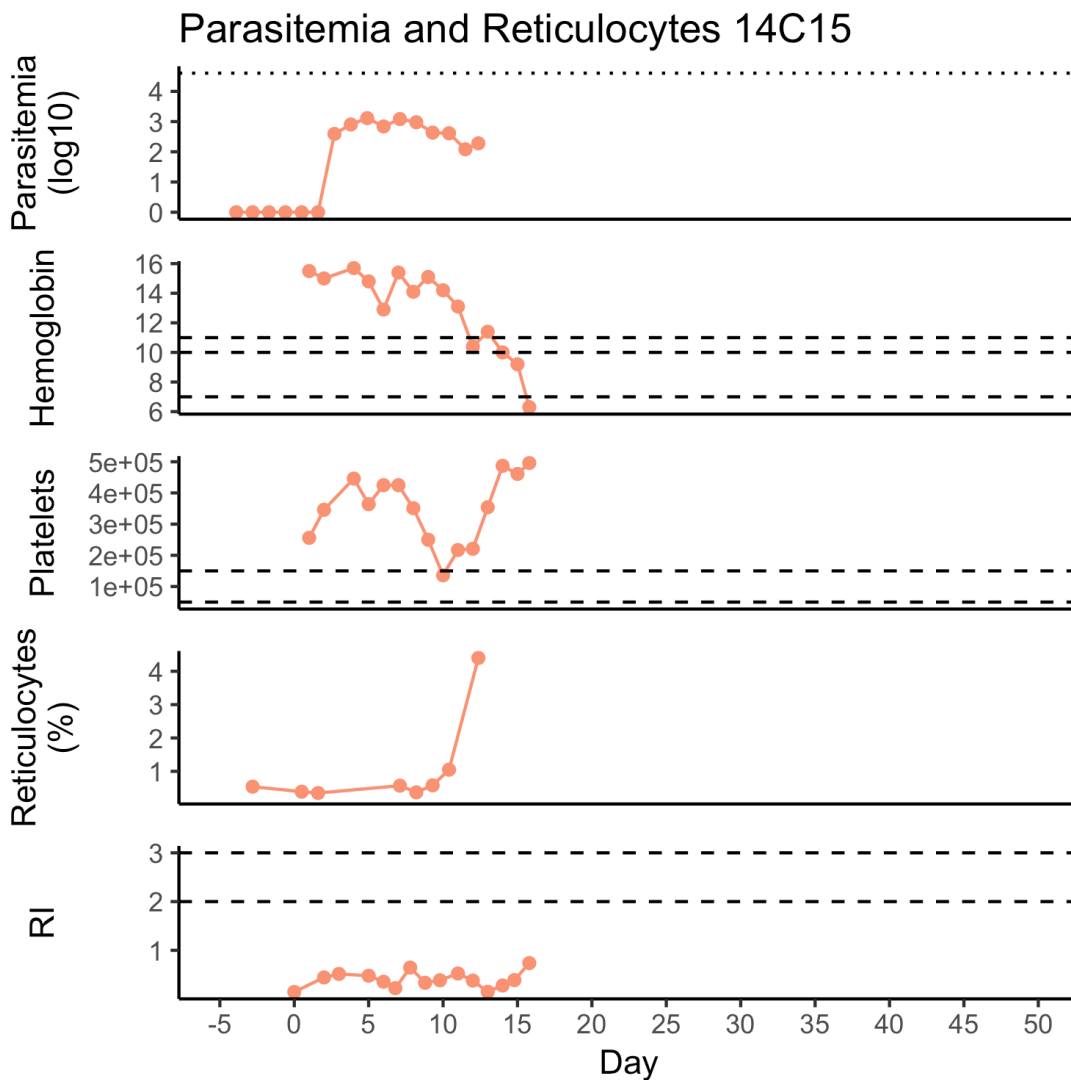 Parasitemia and Reticulocytes 14C15
Parasitemia
(log10)
4
3
2
1
0
Hemoglobin
16
14
12
10
8
6
Platelets
5e+05
4e+05
3e+05
2e+05
1e+05
Reticulocytes
(%)
4
3
2
1
RI
3
2
1
-5 0 5 10 15 20 25 30 35 40 45 50
Day